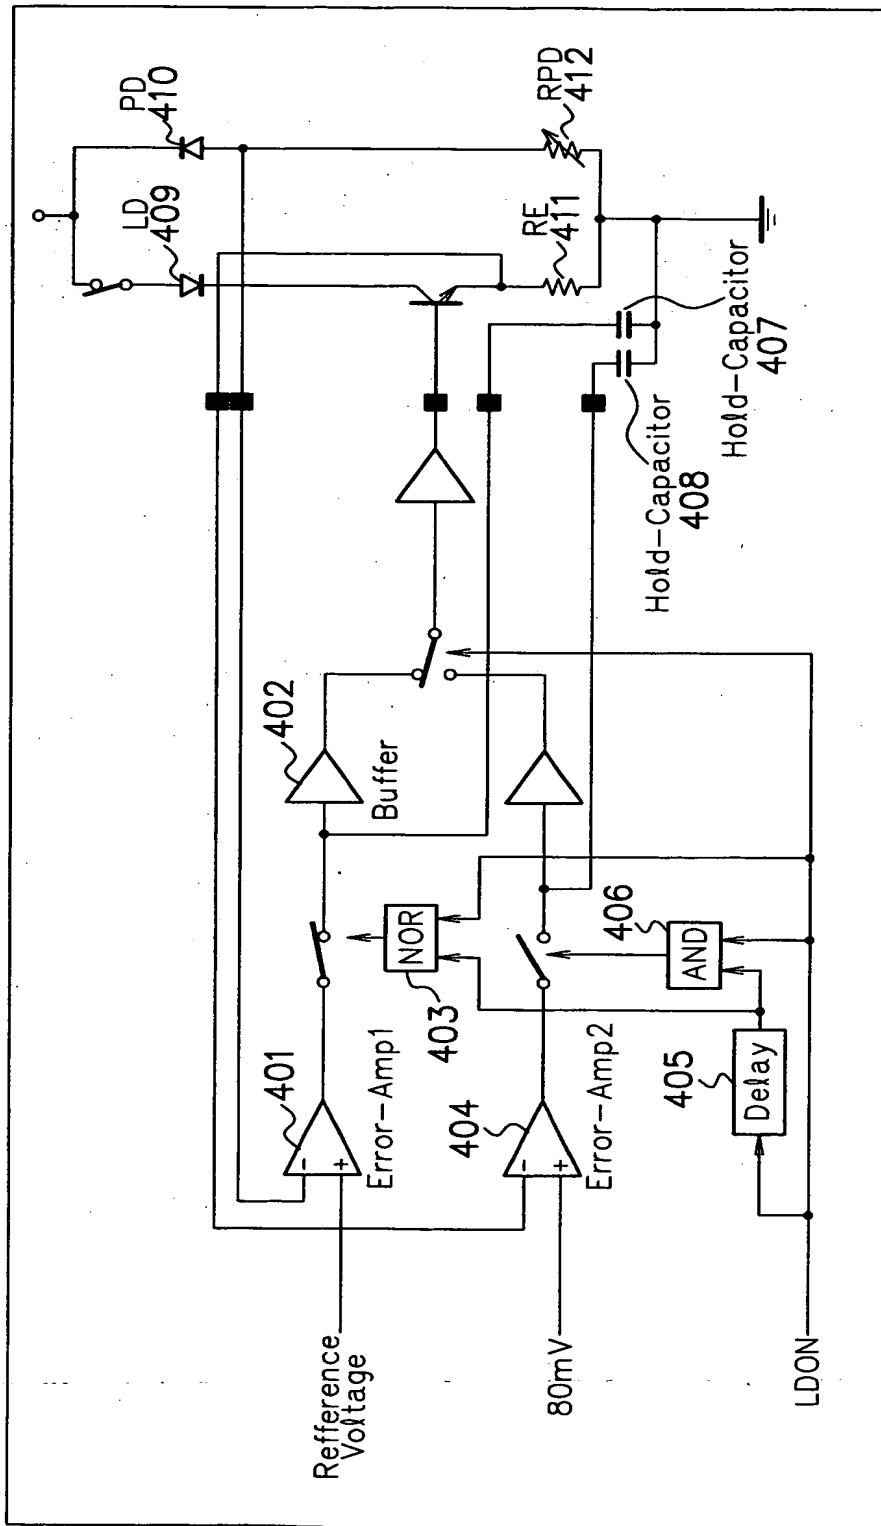 Refference
Voltage
80mV
LDON
401
Error-Amp1
404
Error-Amp2
405
Delay
NOR
403
406
AND
402
Buffer
Hold-Capacitor
408
Hold-Capacitor
407
LD
409
PD
410
RE
411
RPD
412
-
+
-
+